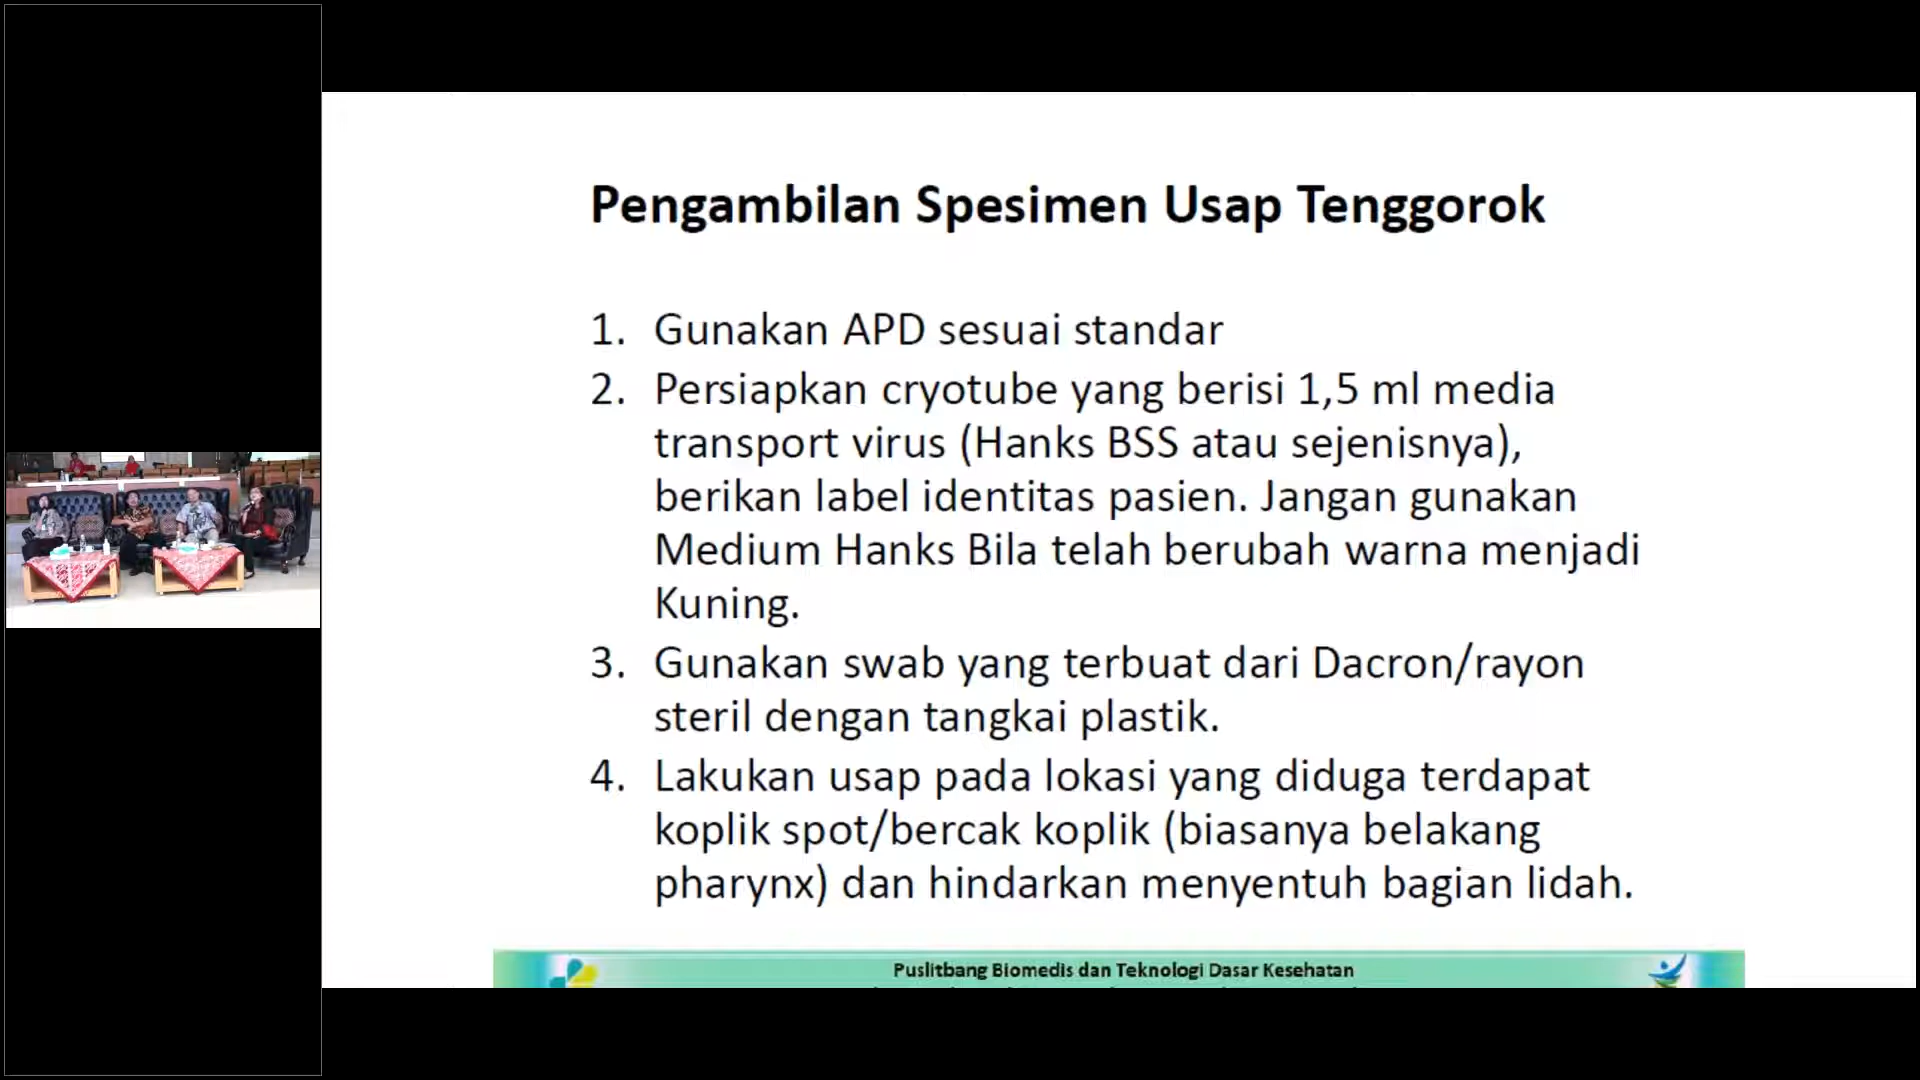 Pengambilan Spesimen Usap Tenggorok
1. Gunakan APD sesuai standar
2. Persiapkan cryotube yang berisi 1,5 ml media
transport virus (Hanks BSS atau sejenisnya),
berikan label identitas pasien. Jangan gunakan
Medium Hanks Bila telah berubah warna menjadi
Kuning.
3. Gunakan swab yang terbuat dari Dacron/rayon
steril dengan tangkai plastik.
4. Lakukan usap pada lokasi yang diduga terdapat
koplik spot/bercak koplik (biasanya belakang
pharynx) dan hindarkan menyentuh bagian lidah.
Puslitbang Biomedis dan Teknologi Dasar Kesehatan